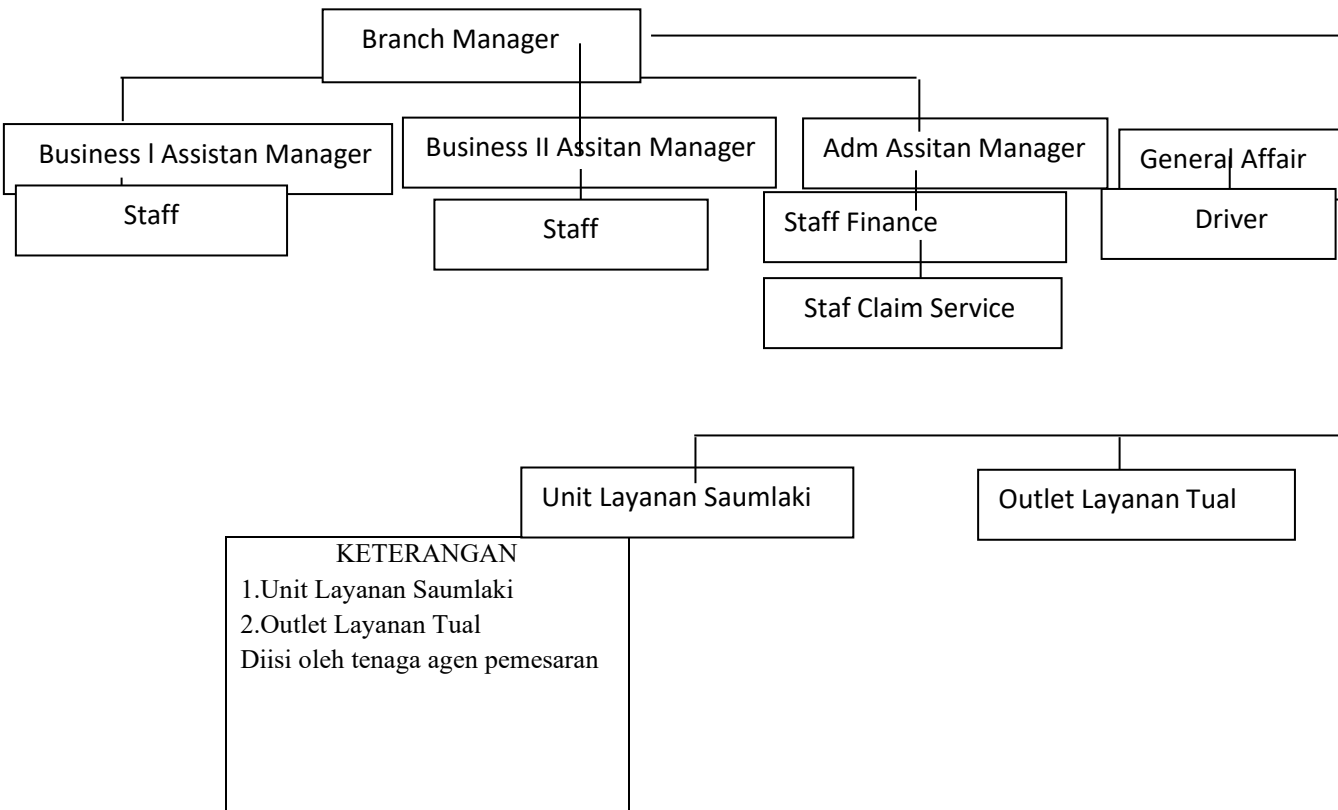 Branch Manager
Business l Assistan Manager
Business II Assitan Manager
Adm Assitan Manager
General Affair
Staff
Staff
Staff Finance
Driver
Staf Claim Service
Unit Layanan Saumlaki
Outlet Layanan Tual
KETERANGAN
1.Unit Layanan Saumlaki
2.Outlet Layanan Tual
Diisi oleh tenaga agen pemesaran